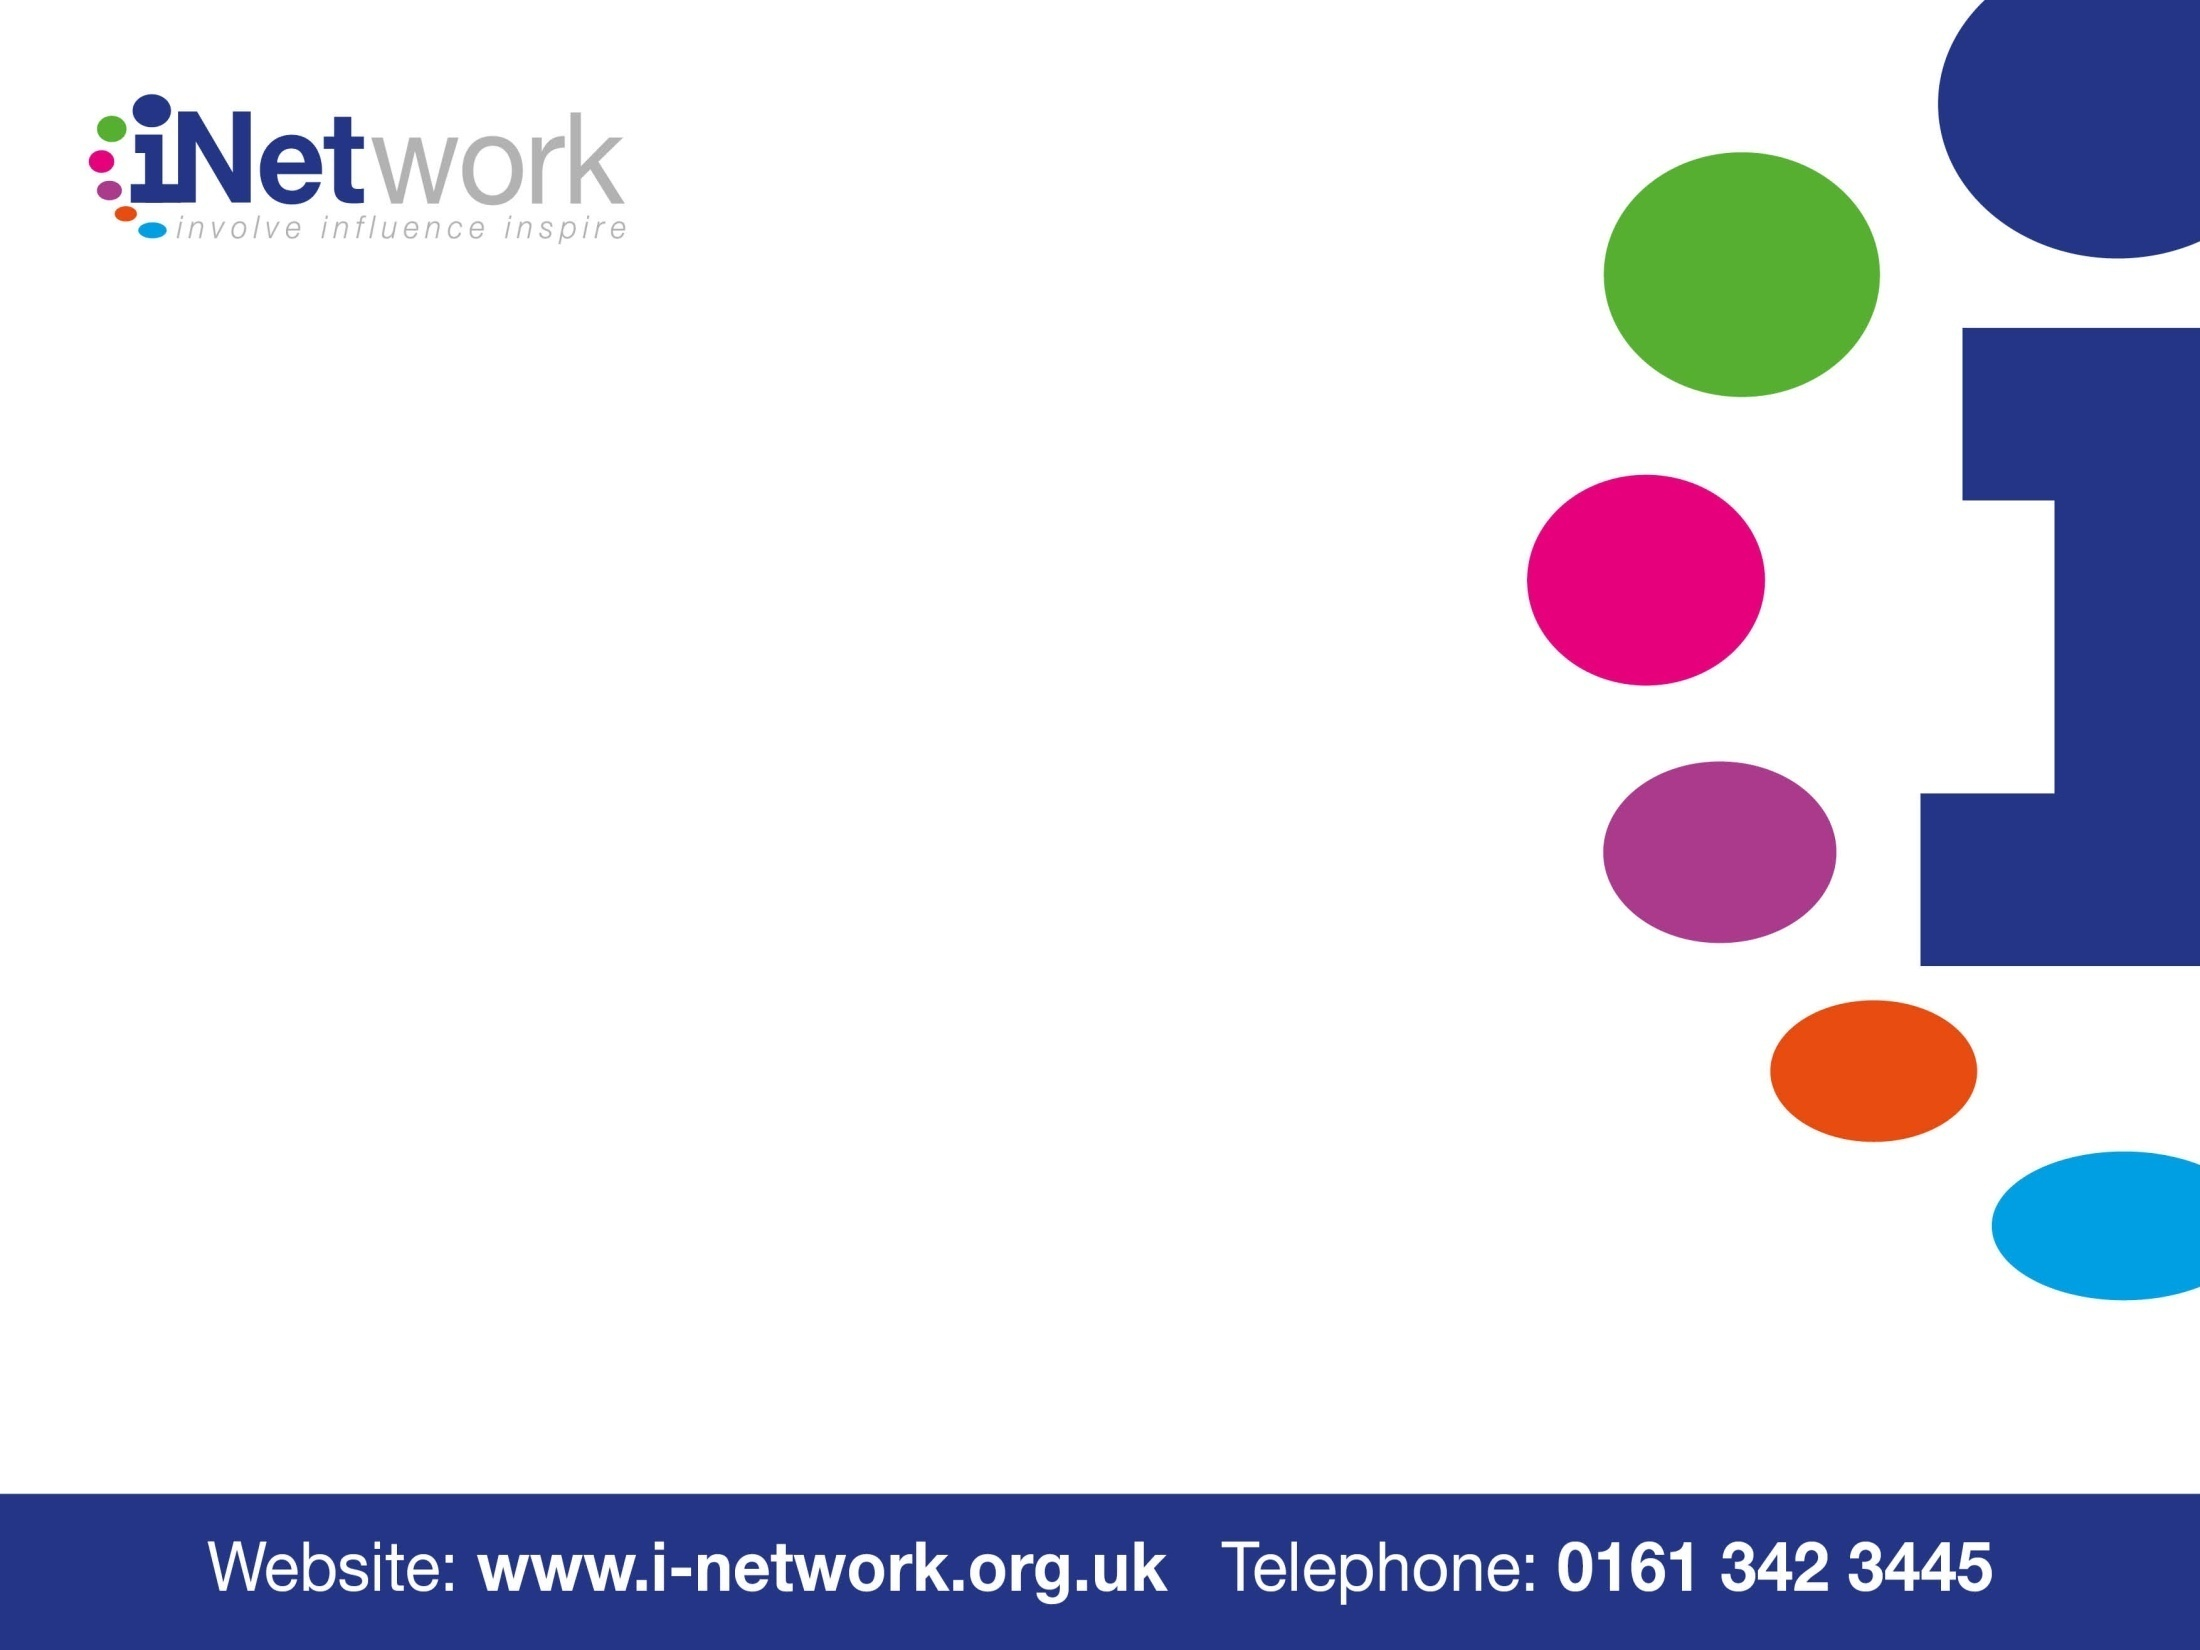 iNetwork
involve influence inspire
Website: www.i-network.org.uk Telephone: 0161 342 3445